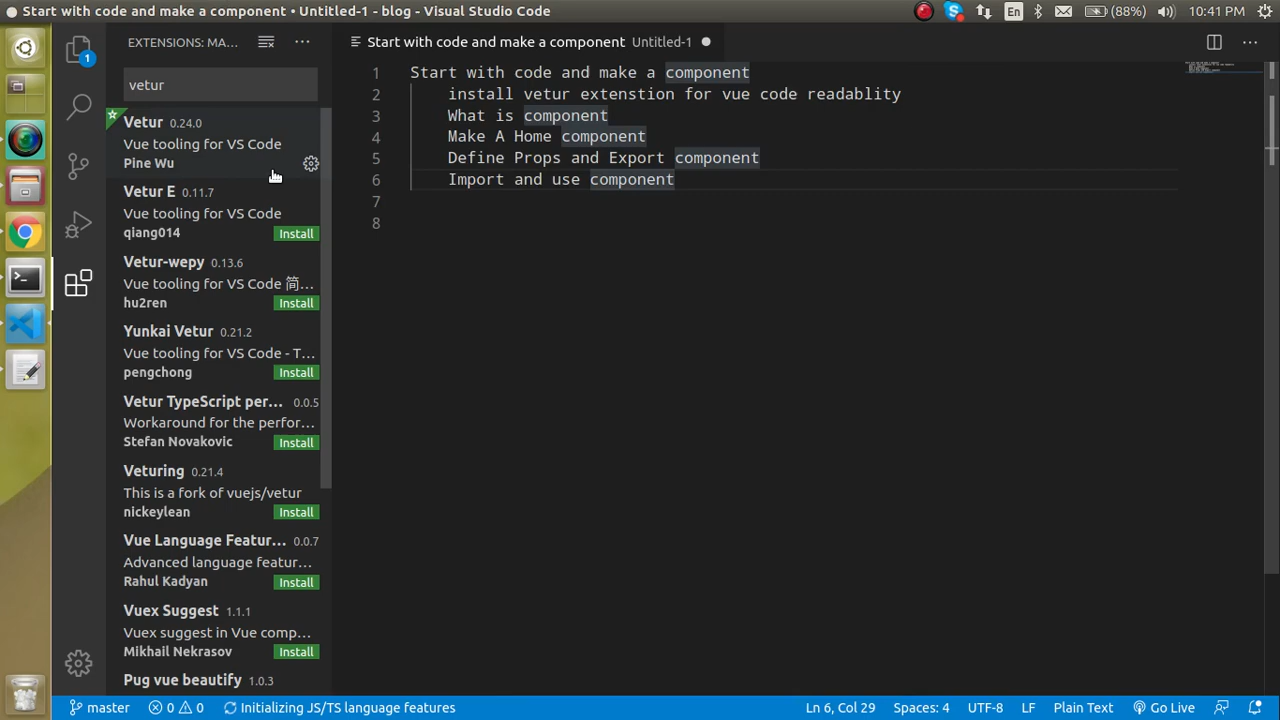 Start with code and make a component • Untitled-1 - blog - Visual Studio Code
En
(88%)
10:41 PM
1
EXTENSIONS: MA...
vetur
Vetur 0.24.0
Vue tooling for VS Code
Pine Wu
Vetur E 0.11.7
Vue tooling for VS Code
qiang014
Install
Vetur-wepy 0.13.6
Vue tooling for VS Code 简...
hu2ren
Install
Yunkai Vetur 0.21.2
Vue tooling for VS Code - T...
pengchong
Install
Vetur TypeScript per... 0.0.5
Workaround for the perfor...
Stefan Novakovic
Install
Veturing 0.21.4
This is a fork of vuejs/vetur
nickeylean
Install
Vue Language Featur... 0.0.7
Advanced language featur...
Rahul Kadyan
Install
Vuex Suggest 1.1.1
Vuex suggest in Vue comp...
Mikhail Nekrasov
Install
Pug vue beautify 1.0.3
Start with code and make a component Untitled-1
1 Start with code and make a component
2 install vetur extenstion for vue code readablity
3 What is component
4 Make A Home component
5 Define Props and Export component
6 Import and use component
7
8
master
0
0
Initializing JS/TS language features
Ln 6, Col 29
Spaces: 4
UTF-8
LF
Plain Text
Go Live